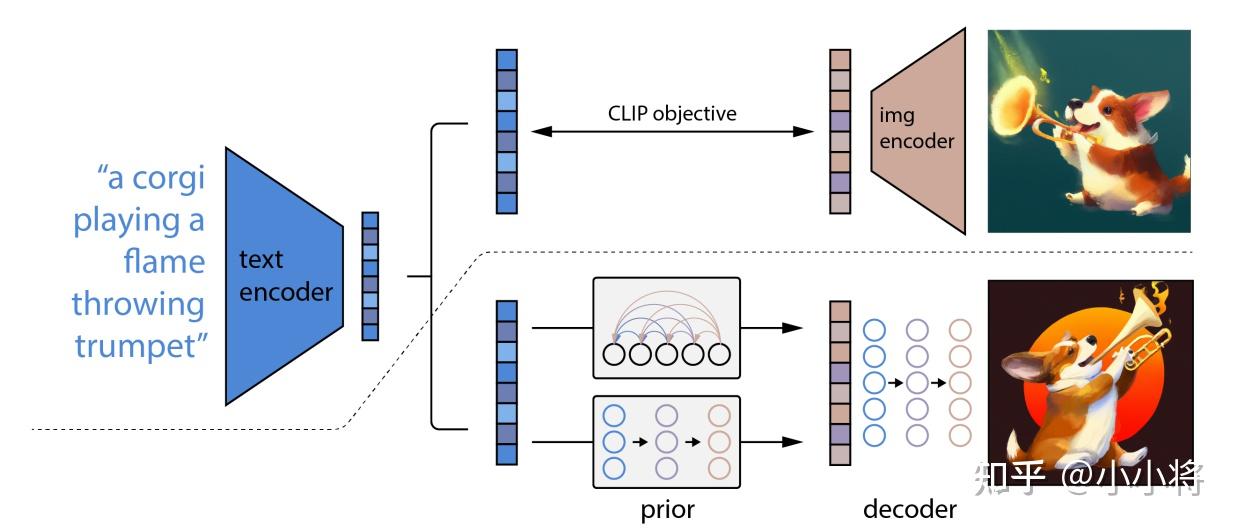 “a corgi
playing a
flame
throwing
trumpet”
text
encoder
CLIP objective
img
encoder
prior
decoder
知乎 @小小将